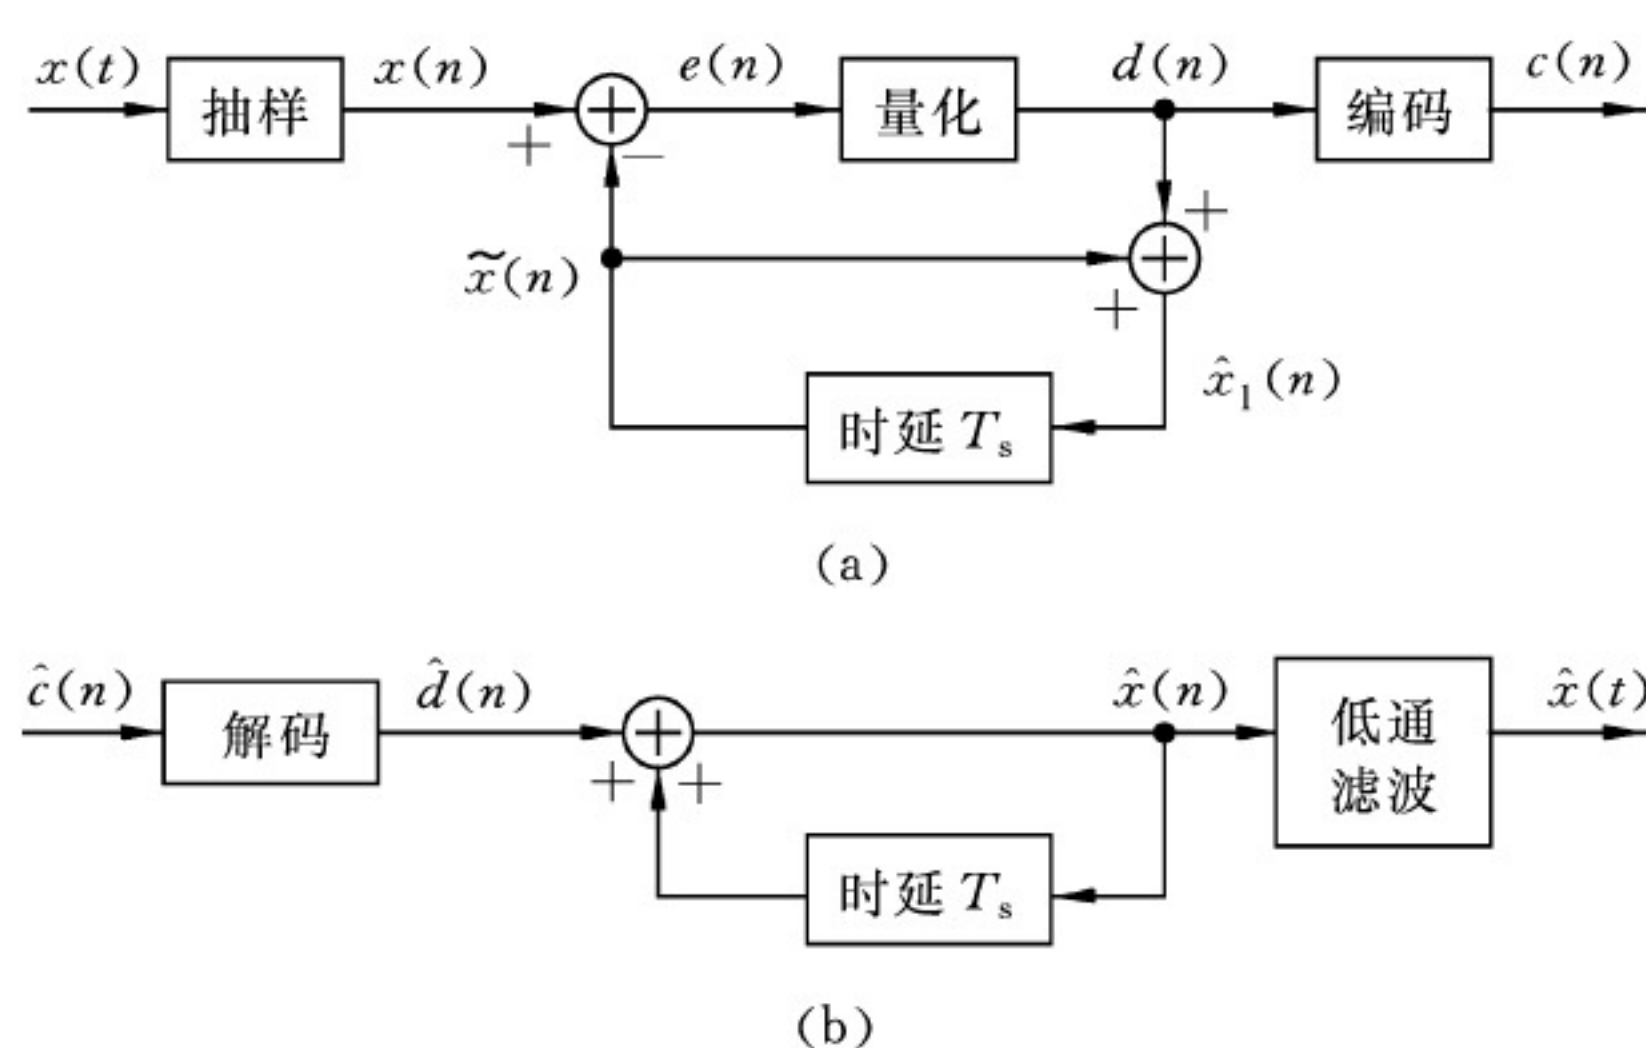 x(t) 抽样 x(n) + − e(n) 量化 d(n) 编码 c(n)
+
x̃(n) +
时延 Tₛ x̂₁(n)
(a)
ĉ(n) 解码 d̂(n) + + x̂(n) 低通 x̂(t)
滤波
时延 Tₛ
(b)